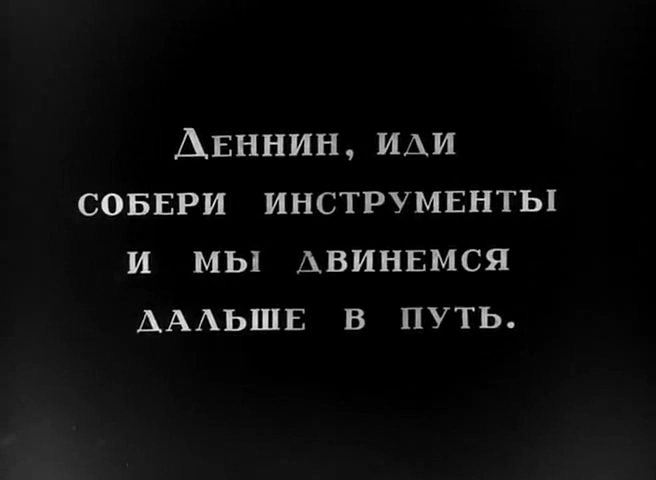 Деннин, иди
собери инструменты
и мы двинемся
дальше в путь.